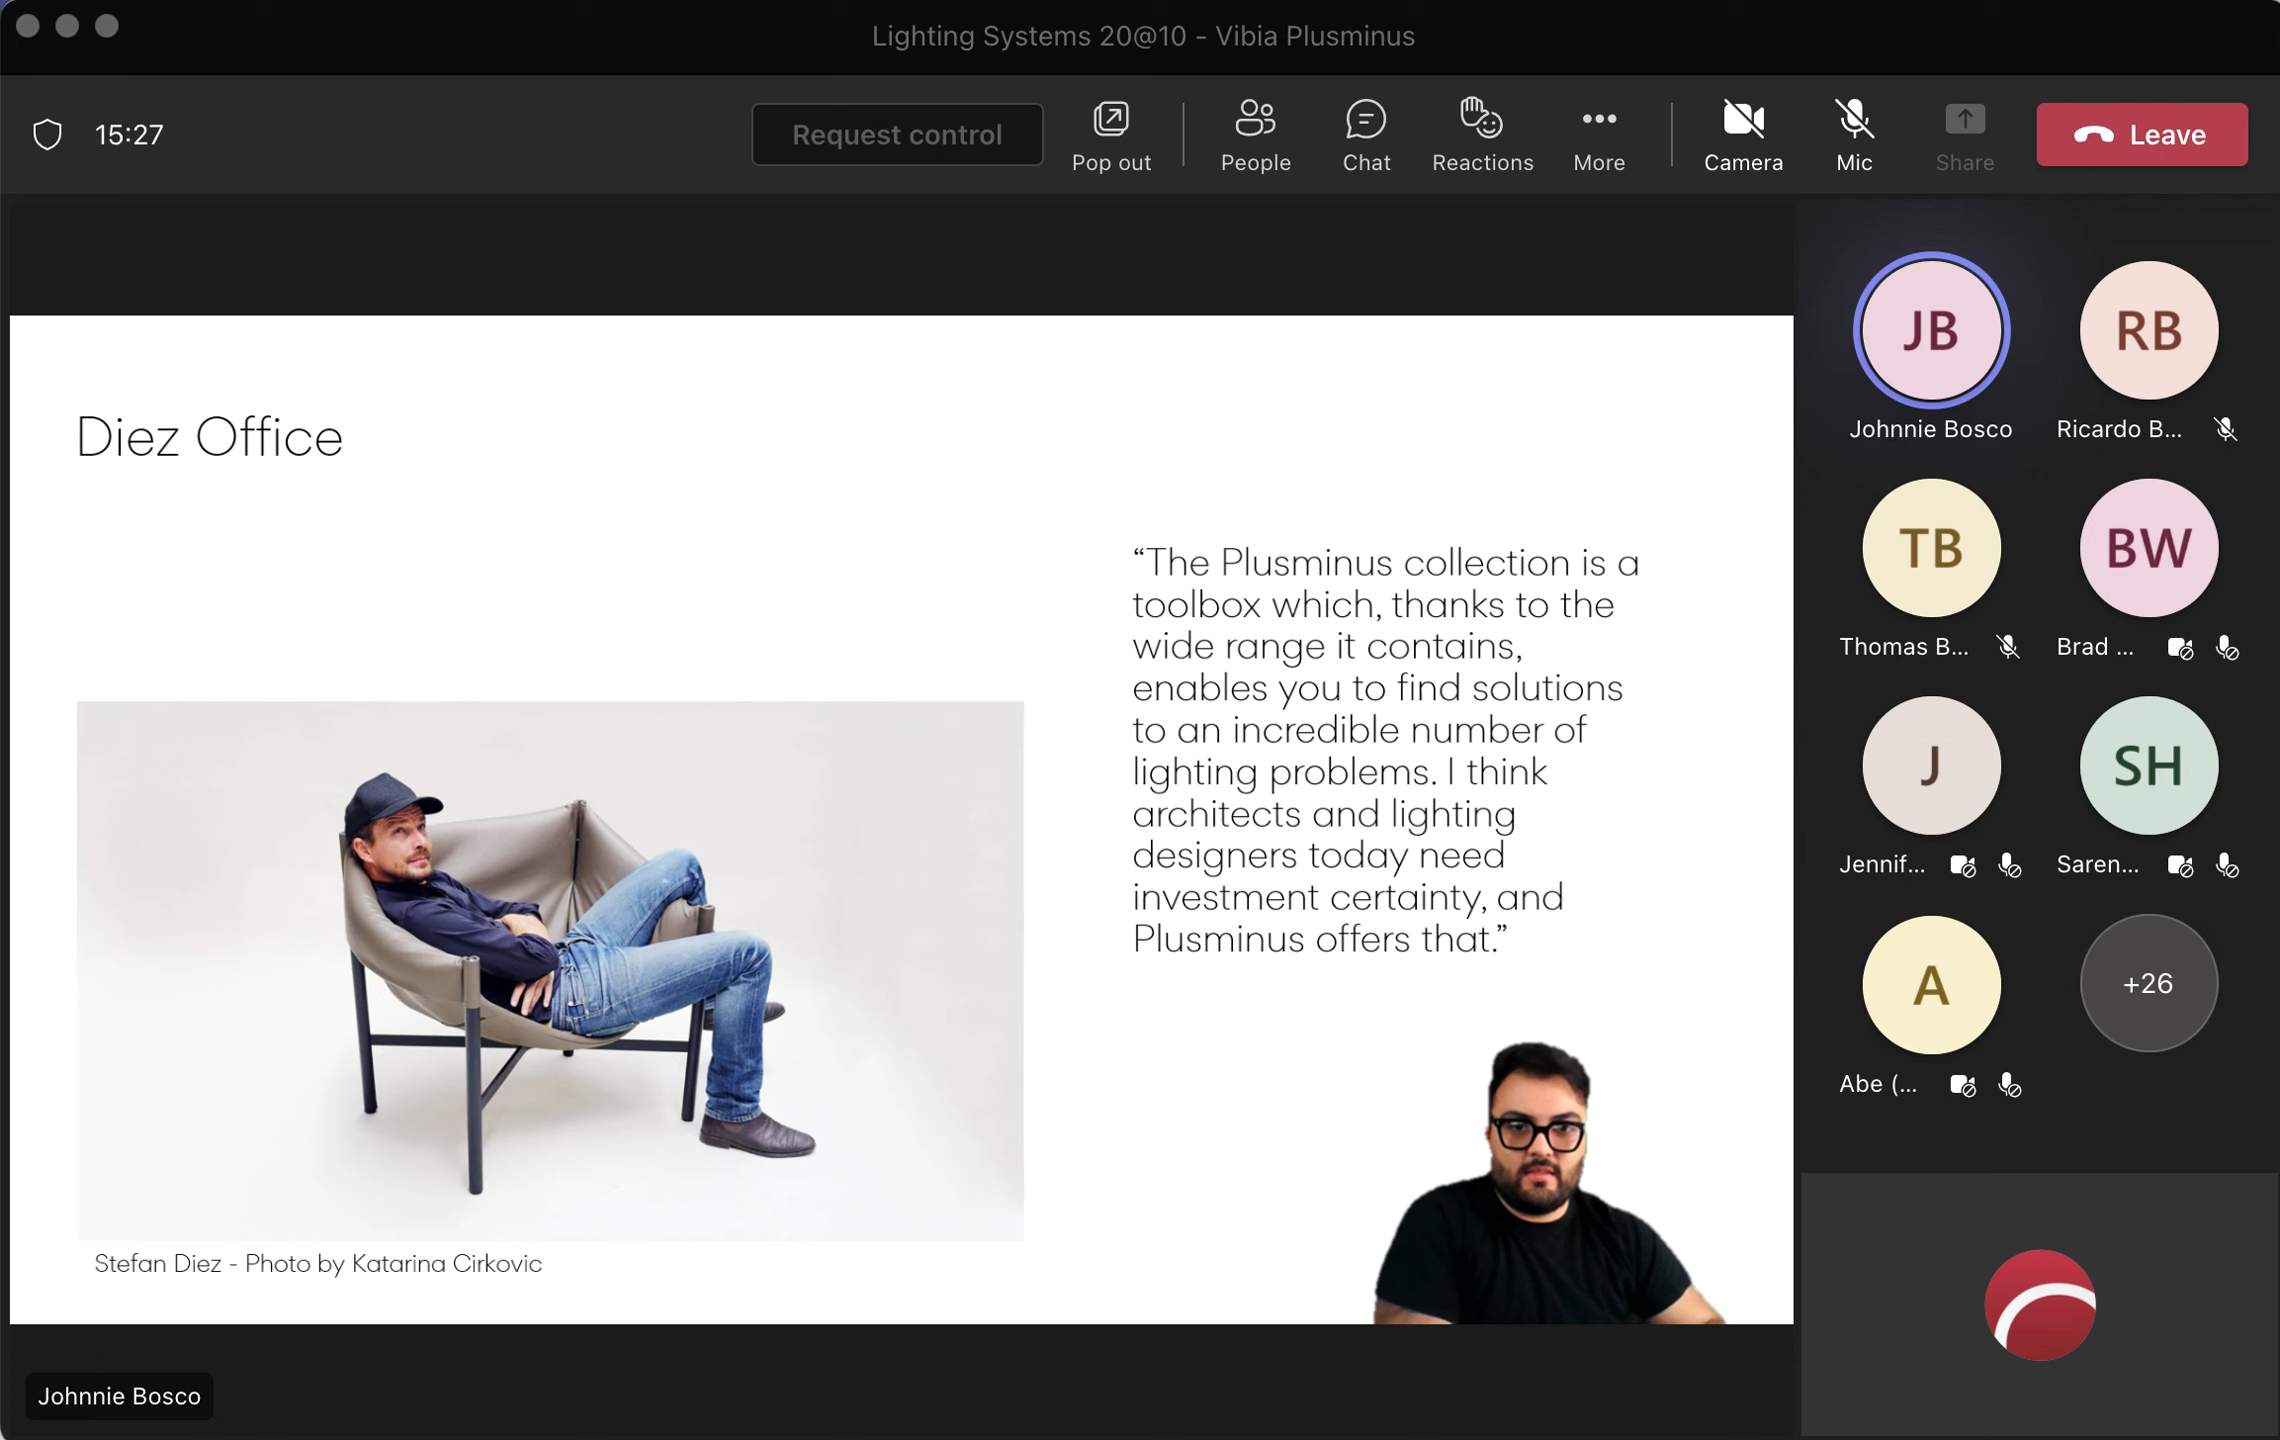 Lighting Systems 20@10 - Vibia Plusminus
15:27
Request control
Pop out
People
Chat
Reactions
More
Camera
Mic
Share
Leave
Diez Office
“The Plusminus collection is a
toolbox which, thanks to the
wide range it contains,
enables you to find solutions
to an incredible number of
lighting problems. I think
architects and lighting
designers today need
investment certainty, and
Plusminus offers that.”
Stefan Diez - Photo by Katarina Cirkovic
Johnnie Bosco
JB
Johnnie Bosco
RB
Ricardo B...
TB
Thomas B...
BW
Brad ...
J
Jennif...
SH
Saren...
A
Abe (...
+26